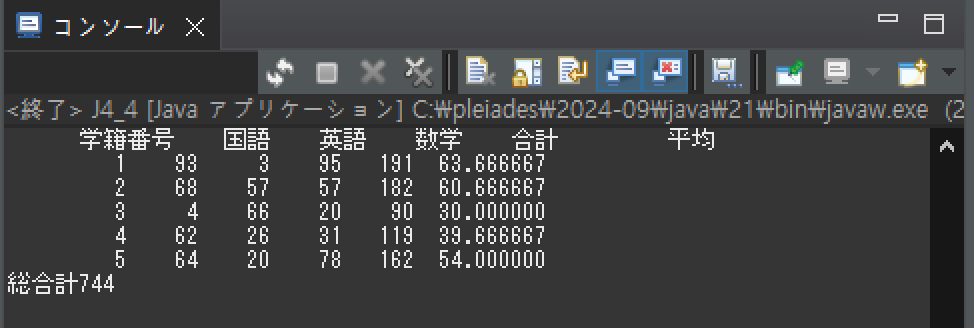 コンソール
<終了> J4_4 [Java アプリケーション] C:₩pleiades₩2024-09₩java₩21₩bin₩javaw.exe (2
学籍番号 国語 英語 数学 合計 平均
1 93 3 95 191 63.666667
2 68 57 57 182 60.666667
3 4 66 20 90 30.000000
4 62 26 31 119 39.666667
5 64 20 78 162 54.000000
総合計744